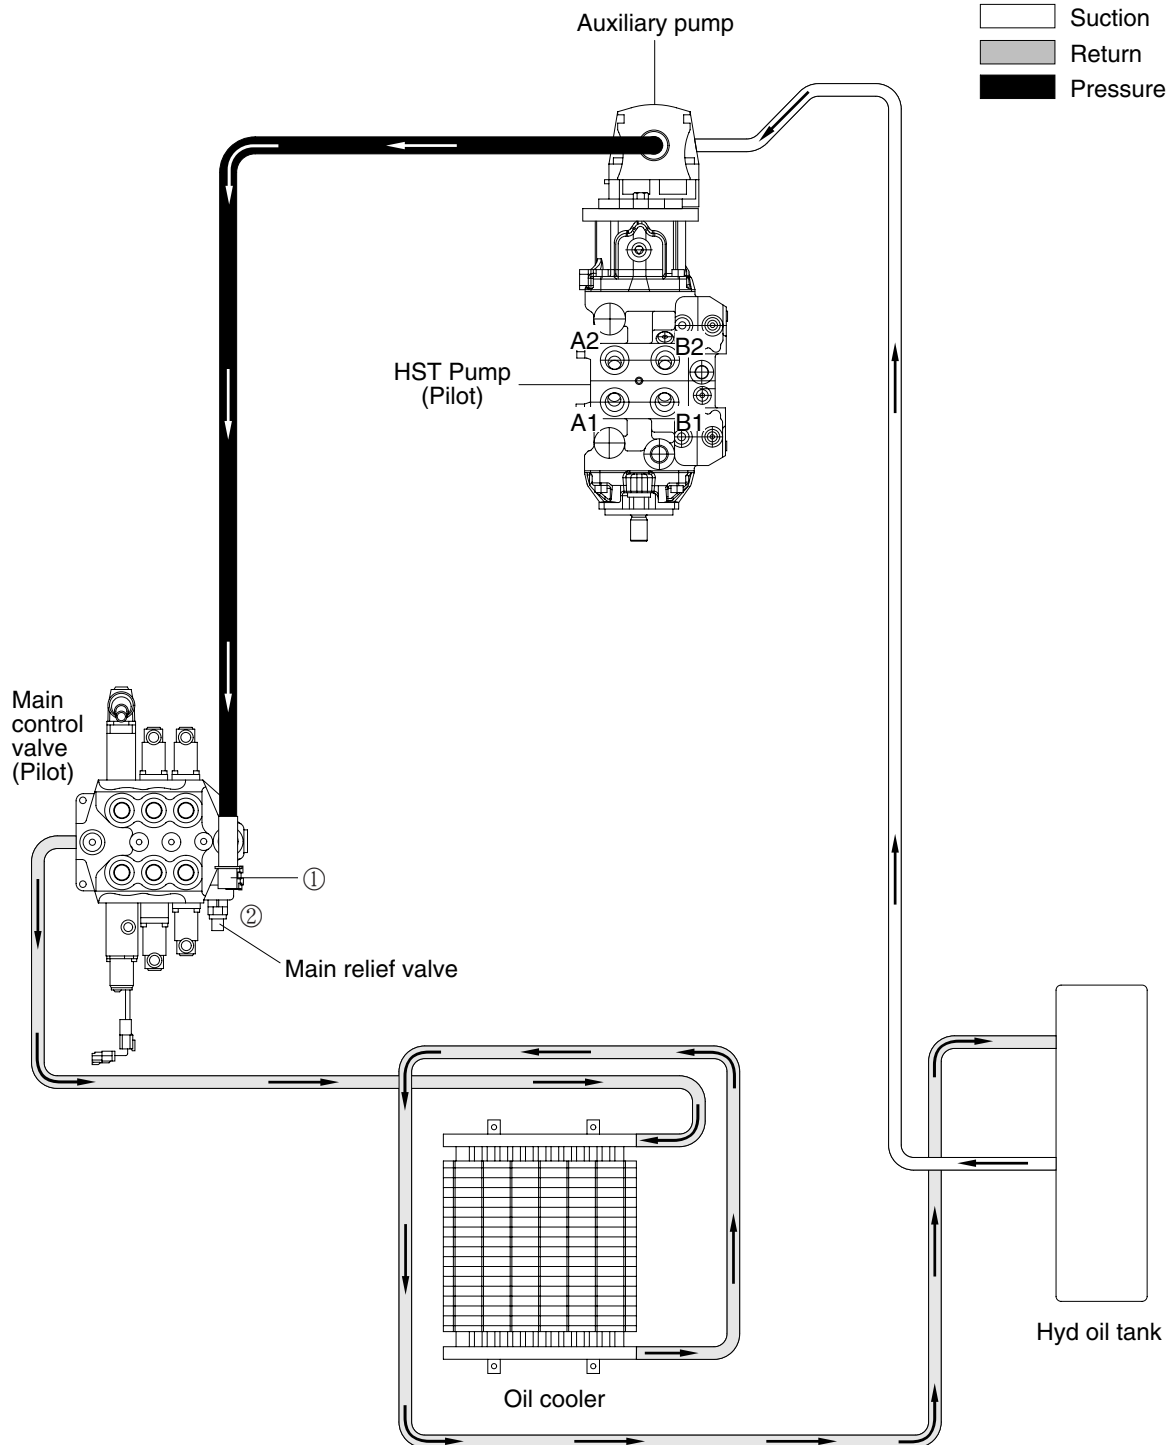 Auxiliary pump
Suction
Return
Pressure
A2
B2
HST Pump
(Pilot)
A1
B1
Main
control
valve
(Pilot)
①
②
Main relief valve
Hyd oil tank
Oil cooler